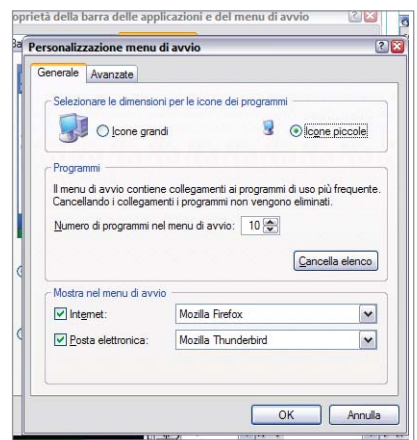 oprietà della barra delle applicazioni e del menu di avvio
Personalizzazione menu di avvio
Generale Avanzate
Selezionare le dimensioni per le icone dei programmi
Icone grandi
Icone piccole
Programmi
Il menu di avvio contiene collegamenti ai programmi di uso più frequente.
Cancellando i collegamenti i programmi non vengono eliminati.
Numero di programmi nel menu di avvio: 10
Cancella elenco
Mostra nel menu di avvio
Internet: Mozilla Firefox
Posta elettronica: Mozilla Thunderbird
OK Annulla